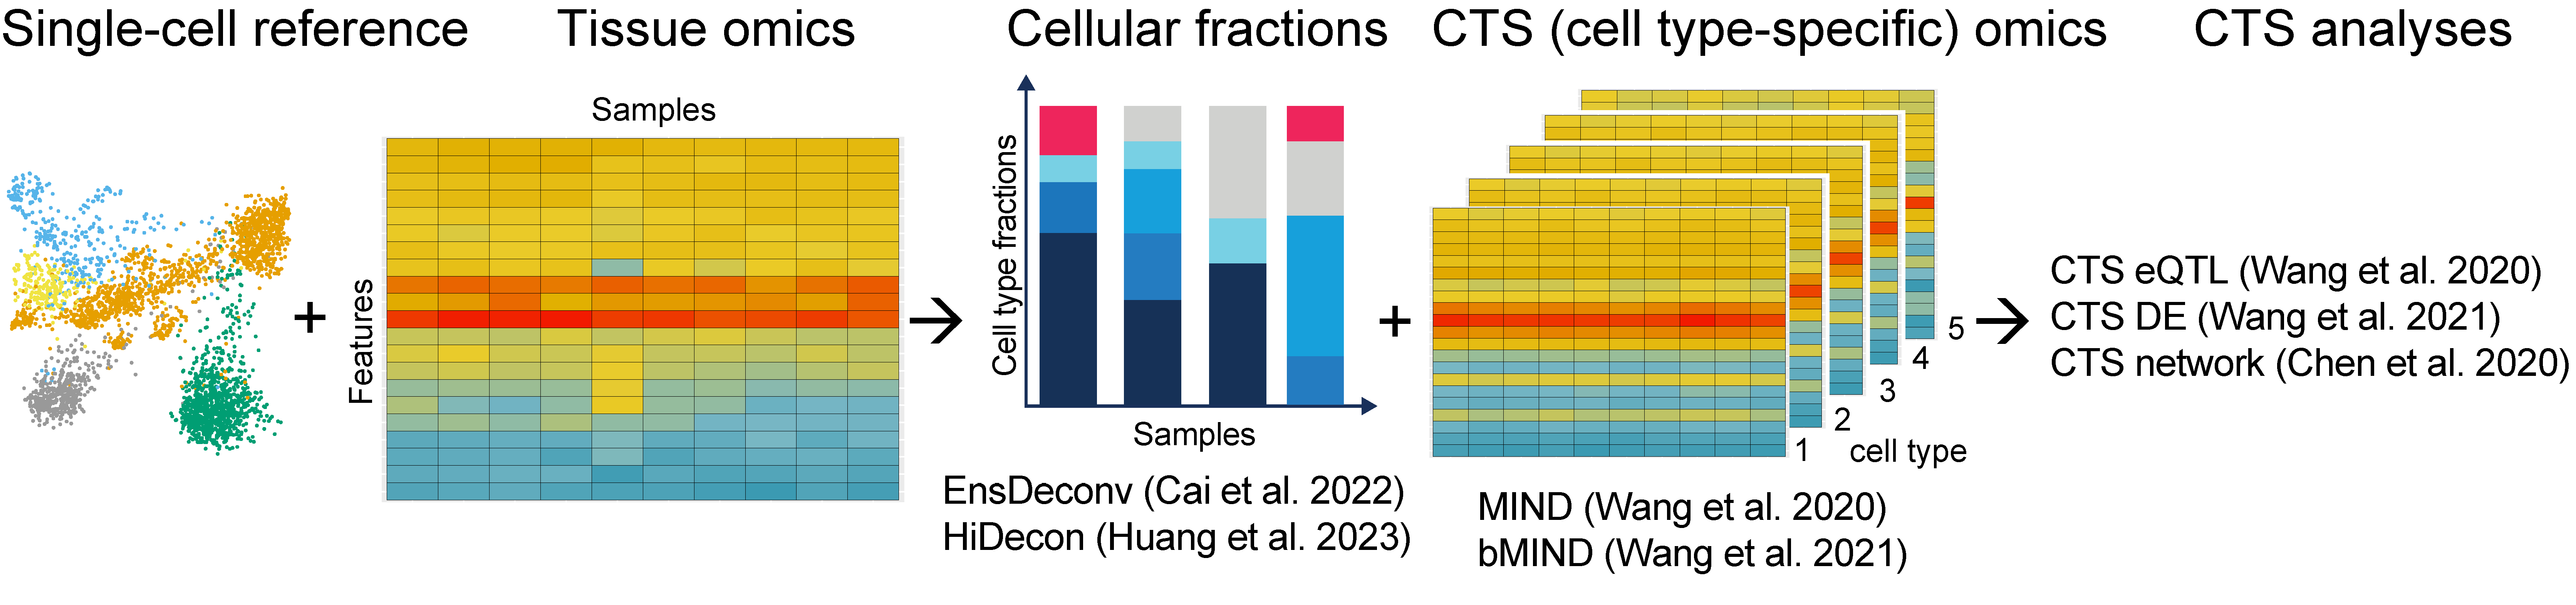 Single-cell reference
Tissue omics
Cellular fractions
CTS (cell type-specific) omics
CTS analyses
Samples
Features
+
Cell type fractions
Samples
EnsDeconv (Cai et al. 2022)
HiDecon (Huang et al. 2023)
+
1
2
3
4
5
cell type
MIND (Wang et al. 2020)
bMIND (Wang et al. 2021)
CTS eQTL (Wang et al. 2020)
CTS DE (Wang et al. 2021)
CTS network (Chen et al. 2020)